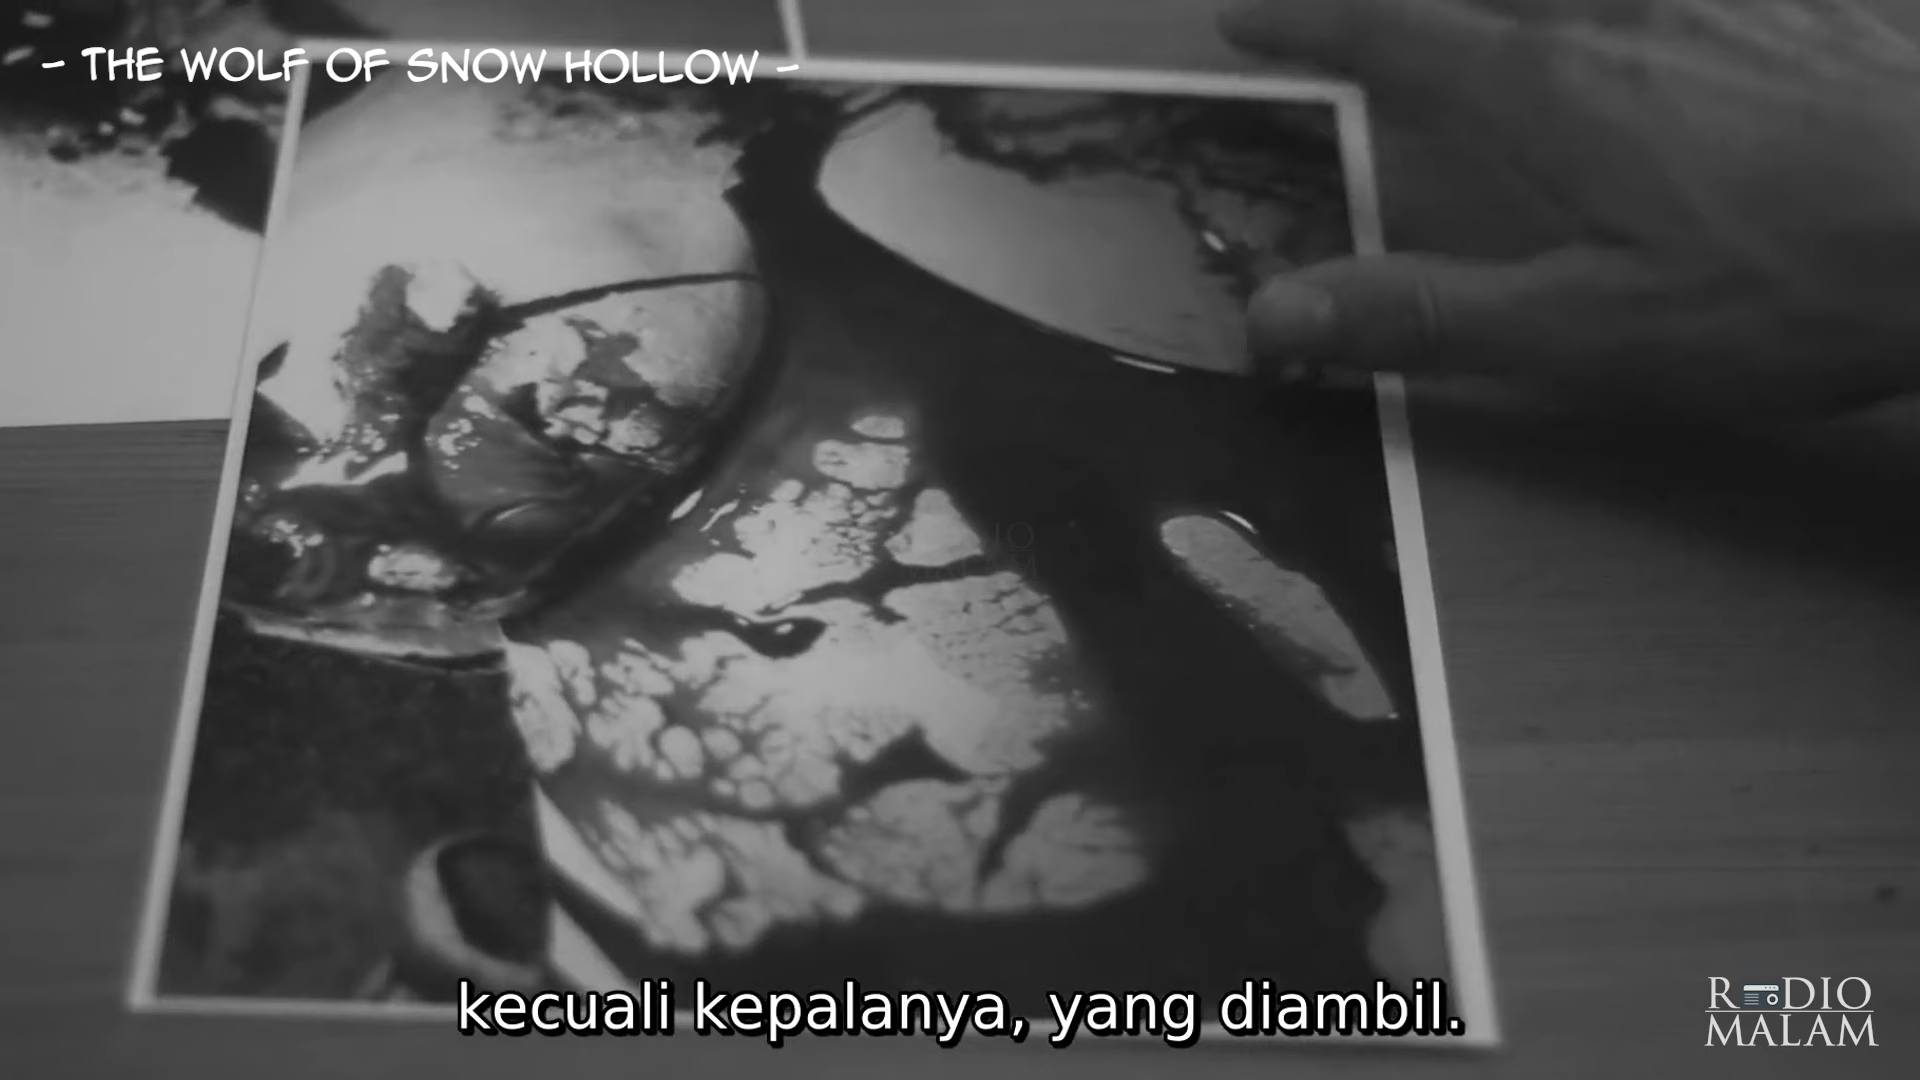 - THE WOLF OF SNOW HOLLOW -
kecuali kepalanya, yang diambil.
RADIO
MALAM